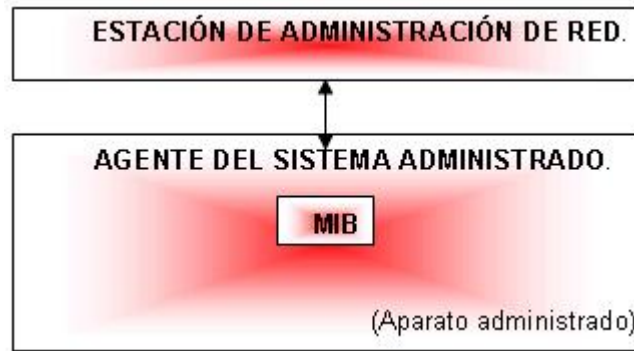 ESTACIÓN DE ADMINISTRACIÓN DE RED.
AGENTE DEL SISTEMA ADMINISTRADO.
MIB
(Aparato administrado)